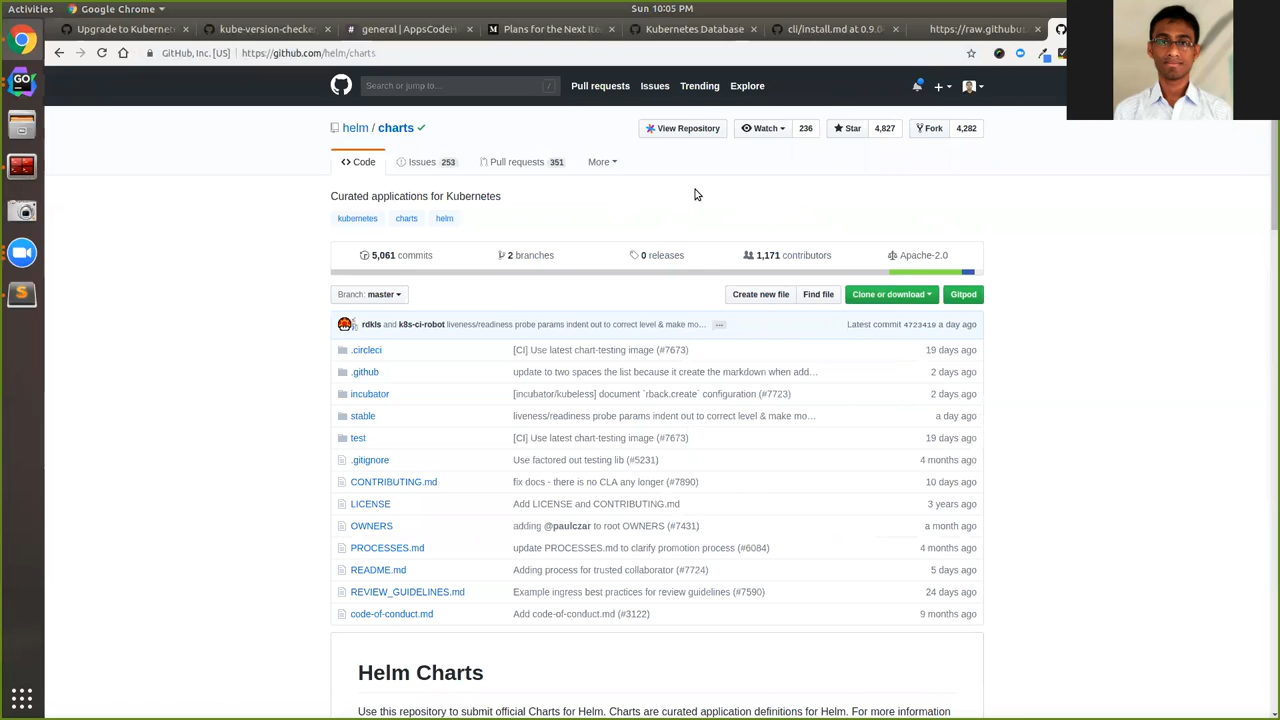 Activities Google Chrome Sun 10:05 PM
Upgrade to Kubernet kube-version-checke general | AppsCodeH Plans for the Next Ite Kubernetes Database cli/install.md at 0.9.0 https://raw.githubus
GitHub, Inc. [US] https://github.com/helm/charts
Search or jump to... / Pull requests Issues Trending Explore
helm / charts View Repository Watch 236 Star 4,827 Fork 4,282
Code Issues 253 Pull requests 351 More
Curated applications for Kubernetes
kubernetes charts helm
5,061 commits 2 branches 0 releases 1,171 contributors Apache-2.0
Branch: master Create new file Find file Clone or download Gitpod
rdkls and k8s-ci-robot liveness/readiness probe params indent out to correct level & make mo… Latest commit 4723419 a day ago
.circleci [CI] Use latest chart-testing image (#7673) 19 days ago
.github update to two spaces the list because it create the markdown when add… 2 days ago
incubator [incubator/kubeless] document `rback.create` configuration (#7723) 2 days ago
stable liveness/readiness probe params indent out to correct level & make mo… a day ago
test [CI] Use latest chart-testing image (#7673) 19 days ago
.gitignore Use factored out testing lib (#5231) 4 months ago
CONTRIBUTING.md fix docs - there is no CLA any longer (#7890) 10 days ago
LICENSE Add LICENSE and CONTRIBUTING.md 3 years ago
OWNERS adding @paulczar to root OWNERS (#7431) a month ago
PROCESSES.md update PROCESSES.md to clarify promotion process (#6084) 4 months ago
README.md Adding process for trusted collaborator (#7724) 5 days ago
REVIEW_GUIDELINES.md Example ingress best practices for review guidelines (#7590) 24 days ago
code-of-conduct.md Add code-of-conduct.md (#3122) 9 months ago
Helm Charts
Use this repository to submit official Charts for Helm. Charts are curated application definitions for Helm. For more information